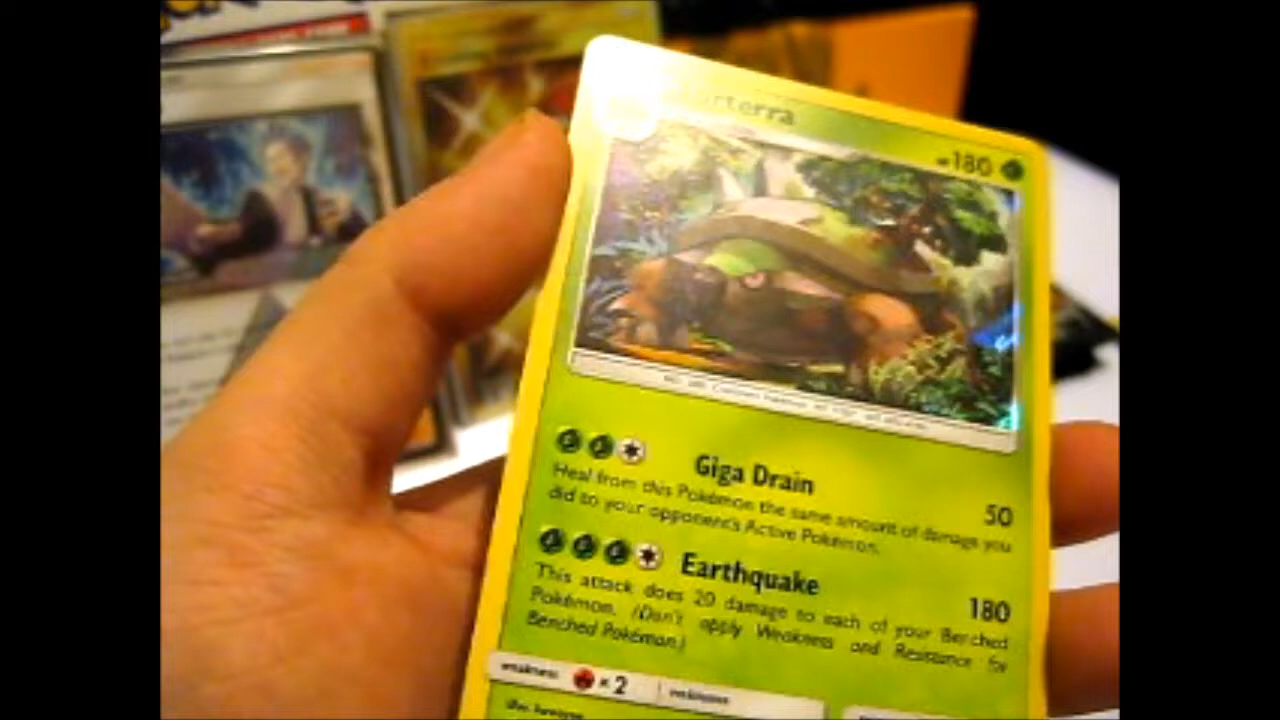 rterra
180
Giga Drain
50
Heal from this Pokémon the same amount of damage you
did to your opponent's Active Pokémon.
Earthquake
180
This attack does 20 damage to each of your Benched
Pokémon. (Don't apply Weakness and Resistance for
Benched Pokémon.)
weakness × 2 resistance